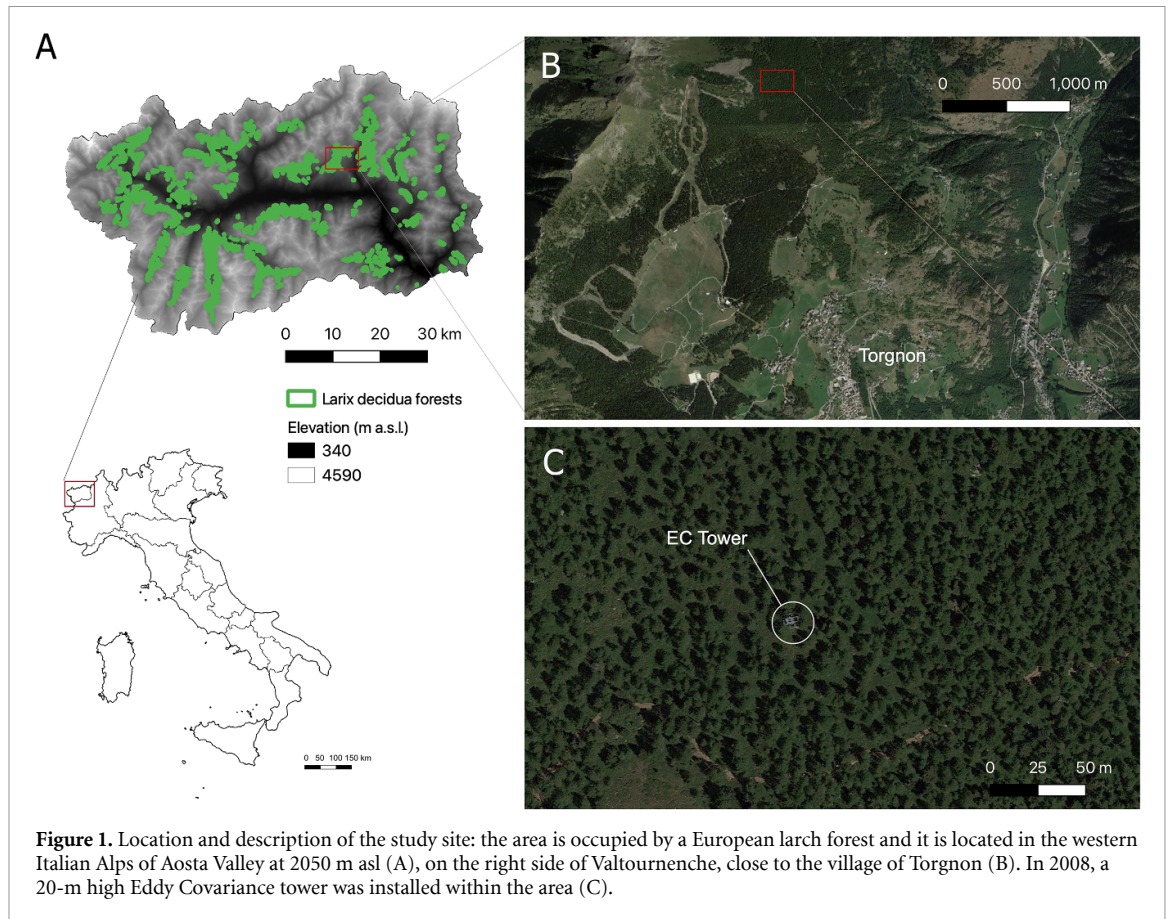 A
0 10 20 30 km
Larix decidua forests
Elevation (m a.s.l.)
340
4590
0 50 100 150 km
B
0 500 1,000 m
Torgnon
C
EC Tower
0 25 50 m
Figure 1. Location and description of the study site: the area is occupied by a European larch forest and it is located in the western
Italian Alps of Aosta Valley at 2050 m asl (A), on the right side of Valtournenche, close to the village of Torgnon (B). In 2008, a
20-m high Eddy Covariance tower was installed within the area (C).